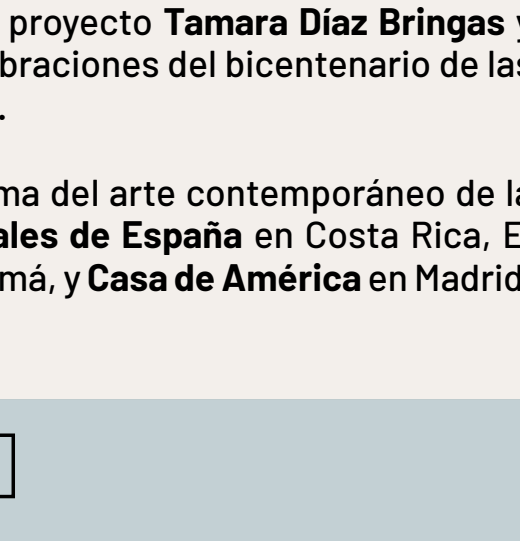 proyecto Tamara Díaz Bringas y
braciones del bicentenario de las
.
ma del arte contemporáneo de la
ales de España en Costa Rica, E
má, y Casa de América en Madrid